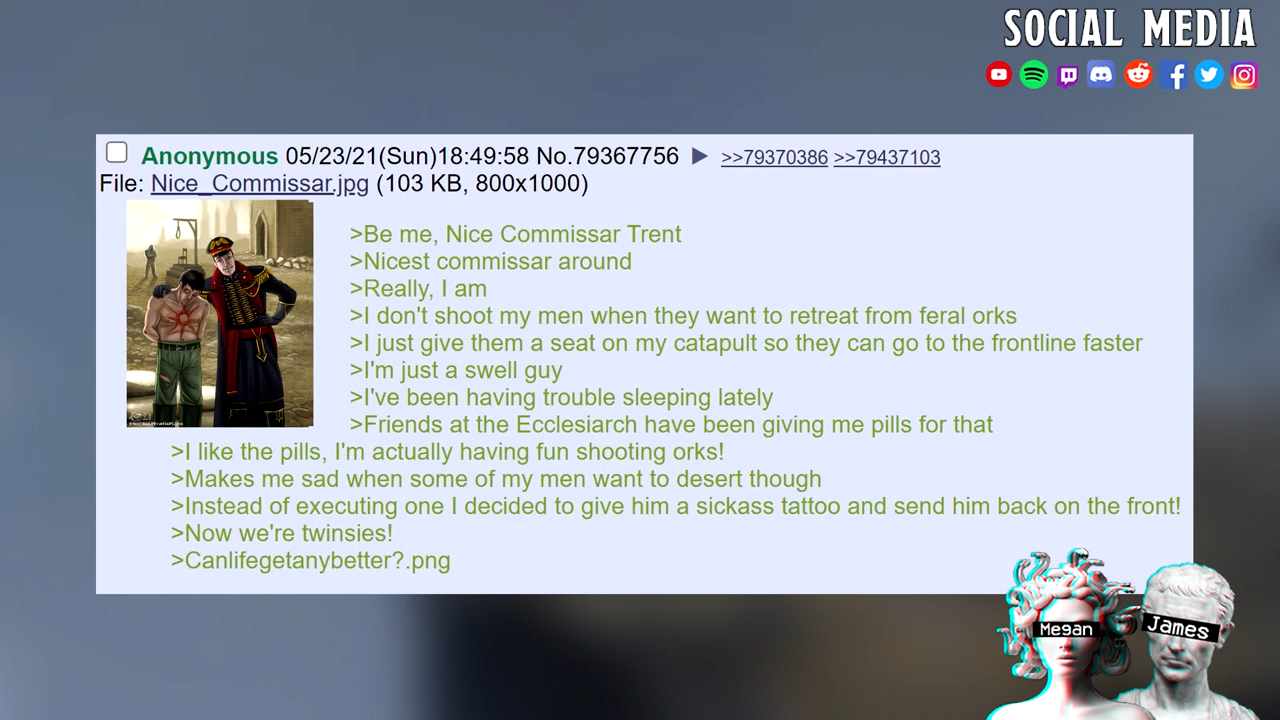 SOCIAL MEDIA
Anonymous 05/23/21(Sun)18:49:58 No.79367756 ▶ >>79370386 >>79437103
File: Nice_Commissar.jpg (103 KB, 800x1000)
>Be me, Nice Commissar Trent
>Nicest commissar around
>Really, I am
>I don't shoot my men when they want to retreat from feral orks
>I just give them a seat on my catapult so they can go to the frontline faster
>I'm just a swell guy
>I've been having trouble sleeping lately
>Friends at the Ecclesiarch have been giving me pills for that
>I like the pills, I'm actually having fun shooting orks!
>Makes me sad when some of my men want to desert though
>Instead of executing one I decided to give him a sickass tattoo and send him back on the front!
>Now we're twinsies!
>Canlifegetanybetter?.png
Megan
James